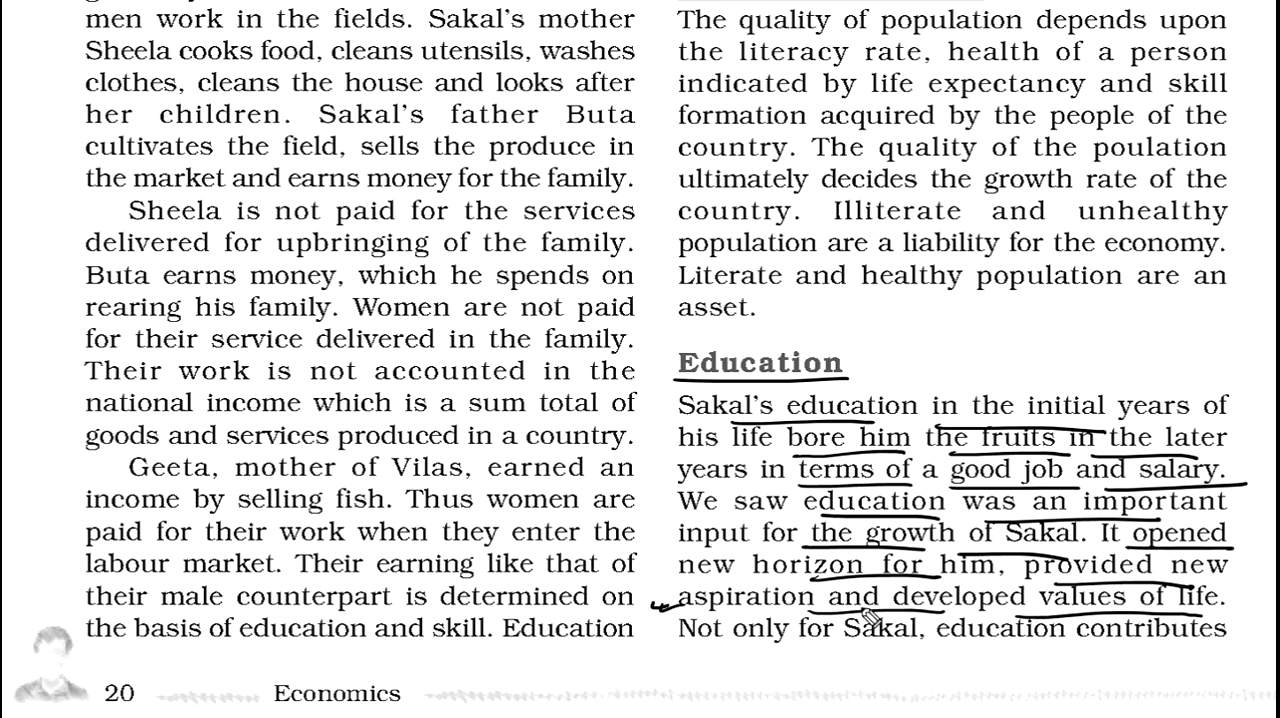 men work in the fields. Sakal's mother
Sheela cooks food, cleans utensils, washes
clothes, cleans the house and looks after
her children. Sakal's father Buta
cultivates the field, sells the produce in
the market and earns money for the family.
Sheela is not paid for the services
delivered for upbringing of the family.
Buta earns money, which he spends on
rearing his family. Women are not paid
for their service delivered in the family.
Their work is not accounted in the
national income which is a sum total of
goods and services produced in a country.
Geeta, mother of Vilas, earned an
income by selling fish. Thus women are
paid for their work when they enter the
labour market. Their earning like that of
their male counterpart is determined on
the basis of education and skill. Education
The quality of population depends upon
the literacy rate, health of a person
indicated by life expectancy and skill
formation acquired by the people of the
country. The quality of the poulation
ultimately decides the growth rate of the
country. Illiterate and unhealthy
population are a liability for the economy.
Literate and healthy population are an
asset.
Education
Sakal's education in the initial years of
his life bore him the fruits in the later
years in terms of a good job and salary.
We saw education was an important
input for the growth of Sakal. It opened
new horizon for him, provided new
aspiration and developed values of life.
Not only for Sakal, education contributes
20 Economics